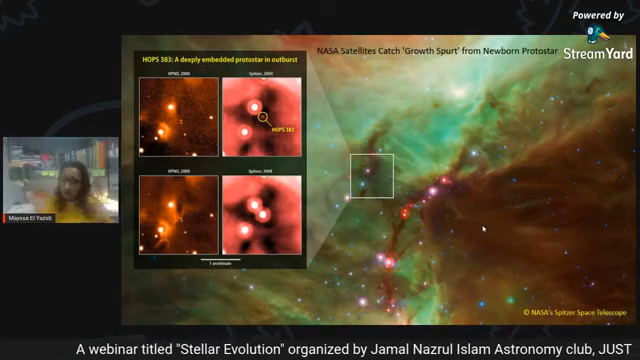 Powered by
StreamYard
NASA Satellites Catch 'Growth Spurt' from Newborn Protostar
HOPS 383: A deeply embedded protostar in outburst
KPNO, 2000
Spitzer, 2004
HOPS 383
KPNO, 2009
Spitzer, 2008
1 arcminute
Mayssa El Yazidi
© NASA's Spitzer Space Telescope
A webinar titled "Stellar Evolution" organized by Jamal Nazrul Islam Astronomy club, JUST